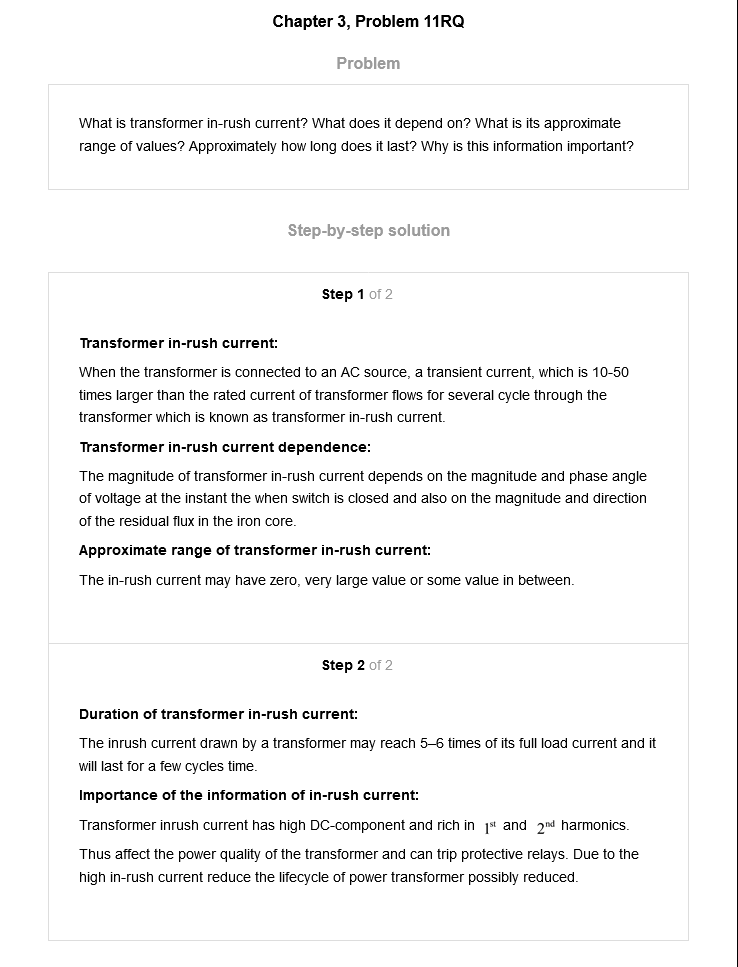 Chapter 3, Problem 11RQ
Problem
What is transformer in-rush current? What does it depend on? What is its approximate
range of values? Approximately how long does it last? Why is this information important?
Step-by-step solution
Step 1 of 2
Transformer in-rush current:
When the transformer is connected to an AC source, a transient current, which is 10-50
times larger than the rated current of transformer flows for several cycle through the
transformer which is known as transformer in-rush current.
Transformer in-rush current dependence:
The magnitude of transformer in-rush current depends on the magnitude and phase angle
of voltage at the instant the when switch is closed and also on the magnitude and direction
of the residual flux in the iron core.
Approximate range of transformer in-rush current:
The in-rush current may have zero, very large value or some value in between.
Step 2 of 2
Duration of transformer in-rush current:
The inrush current drawn by a transformer may reach 5–6 times of its full load current and it
will last for a few cycles time.
Importance of the information of in-rush current:
Transformer inrush current has high DC-component and rich in 1st and 2nd harmonics.
Thus affect the power quality of the transformer and can trip protective relays. Due to the
high in-rush current reduce the lifecycle of power transformer possibly reduced.